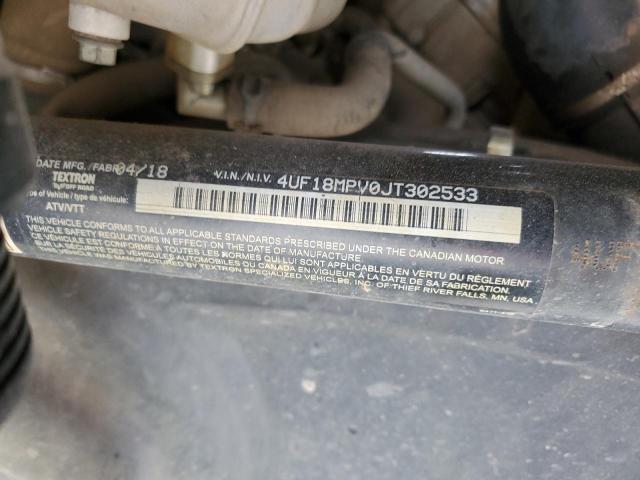 DATE MFG./FABR04/18
V.I.N./N.I.V. 4UF18MPV0JT302533
TEXTRON
OFF ROAD
Type of Vehicle / type de véhicule:
ATV/VTT
THIS VEHICLE CONFORMS TO ALL APPLICABLE STANDARDS PRESCRIBED UNDER THE CANADIAN MOTOR
VEHICLE SAFETY REGULATIONS IN EFFECT ON THE DATE OF MANUFACTURE
CE VÉHICULE EST CONFORME À TOUTES LES NORMES QUI LUI SONT APPLICABLES EN VERTU DU RÈGLEMENT
SUR LA SÉCURITÉ DES VÉHICULES AUTOMOBILES DU CANADA EN VIGUEUR À LA DATE DE SA FABRICATION.
THIS VEHICLE WAS MANUFACTURED BY TEXTRON SPECIALIZED VEHICLES, INC. OF THIEF RIVER FALLS, MN, USA